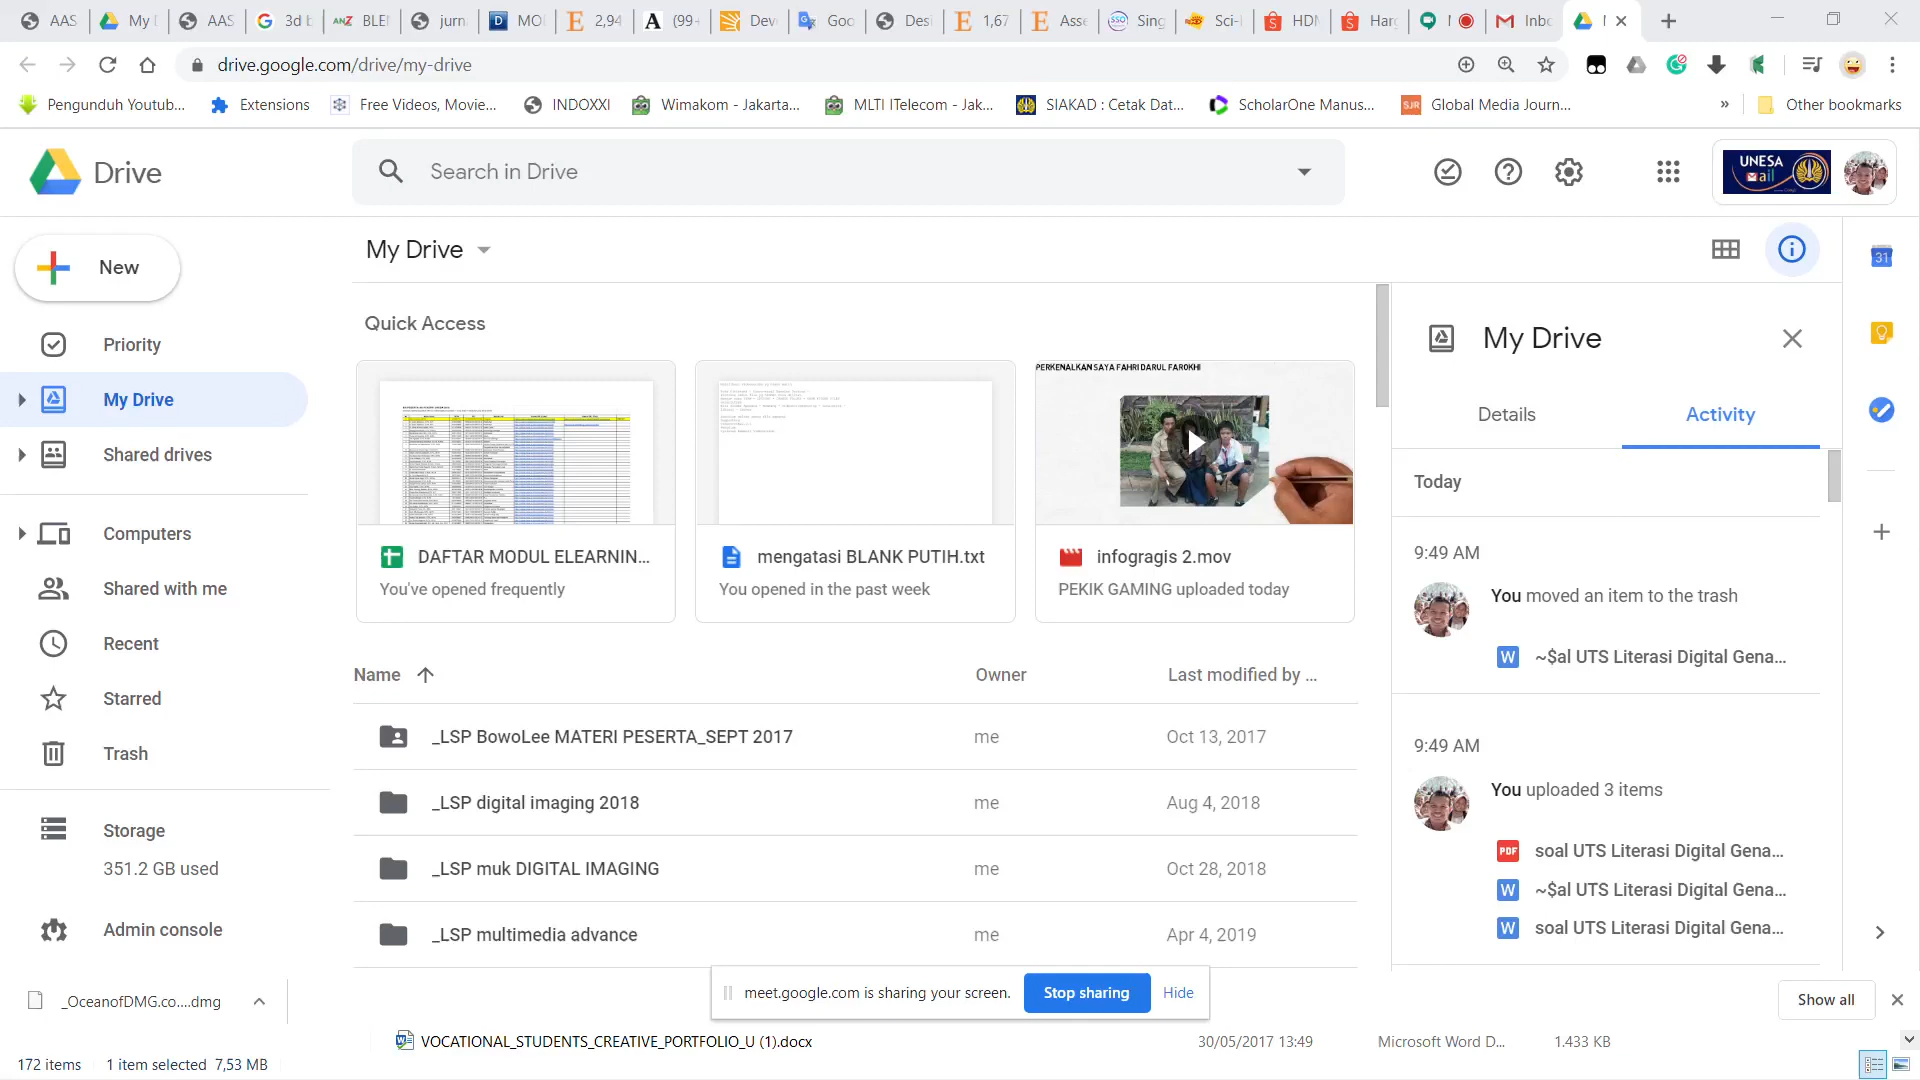 AAS
My D
AAS
3d b
BLEN
jurn
MOD
2,94
(99+
Dev
Goo
Desi
1,67
Asse
Sing
Sci-
HDM
Har
Inbo
drive.google.com/drive/my-drive
Pengunduh Youtub...
Extensions
Free Videos, Movie...
INDOXXI
Wimakom - Jakarta...
MLTI ITelecom - Jak...
SIAKAD : Cetak Dat...
ScholarOne Manus...
SJR
Global Media Journ...
»
Other bookmarks
Drive
Search in Drive
UNESA
Mail
New
My Drive
Priority
My Drive
Shared drives
Computers
Shared with me
Recent
Starred
Trash
Storage
351.2 GB used
Admin console
Quick Access
DAFTAR MODUL ELEARNIN...
You've opened frequently
mengatasi BLANK PUTIH.txt
You opened in the past week
PERKENALKAN SAYA FAHRI DARUL FAROKHI
infogragis 2.mov
PEKIK GAMING uploaded today
Name
Owner
Last modified by ...
_LSP BowoLee MATERI PESERTA_SEPT 2017
me
Oct 13, 2017
_LSP digital imaging 2018
me
Aug 4, 2018
_LSP muk DIGITAL IMAGING
me
Oct 28, 2018
_LSP multimedia advance
me
Apr 4, 2019
My Drive
Details
Activity
Today
9:49 AM
You moved an item to the trash
W
~$al UTS Literasi Digital Gena...
9:49 AM
You uploaded 3 items
PDF
soal UTS Literasi Digital Gena...
W
~$al UTS Literasi Digital Gena...
W
soal UTS Literasi Digital Gena...
31
meet.google.com is sharing your screen.
Stop sharing
Hide
_OceanofDMG.co....dmg
Show all
VOCATIONAL_STUDENTS_CREATIVE_PORTFOLIO_U (1).docx
30/05/2017 13:49
Microsoft Word D...
1.433 KB
172 items
1 item selected
7,53 MB